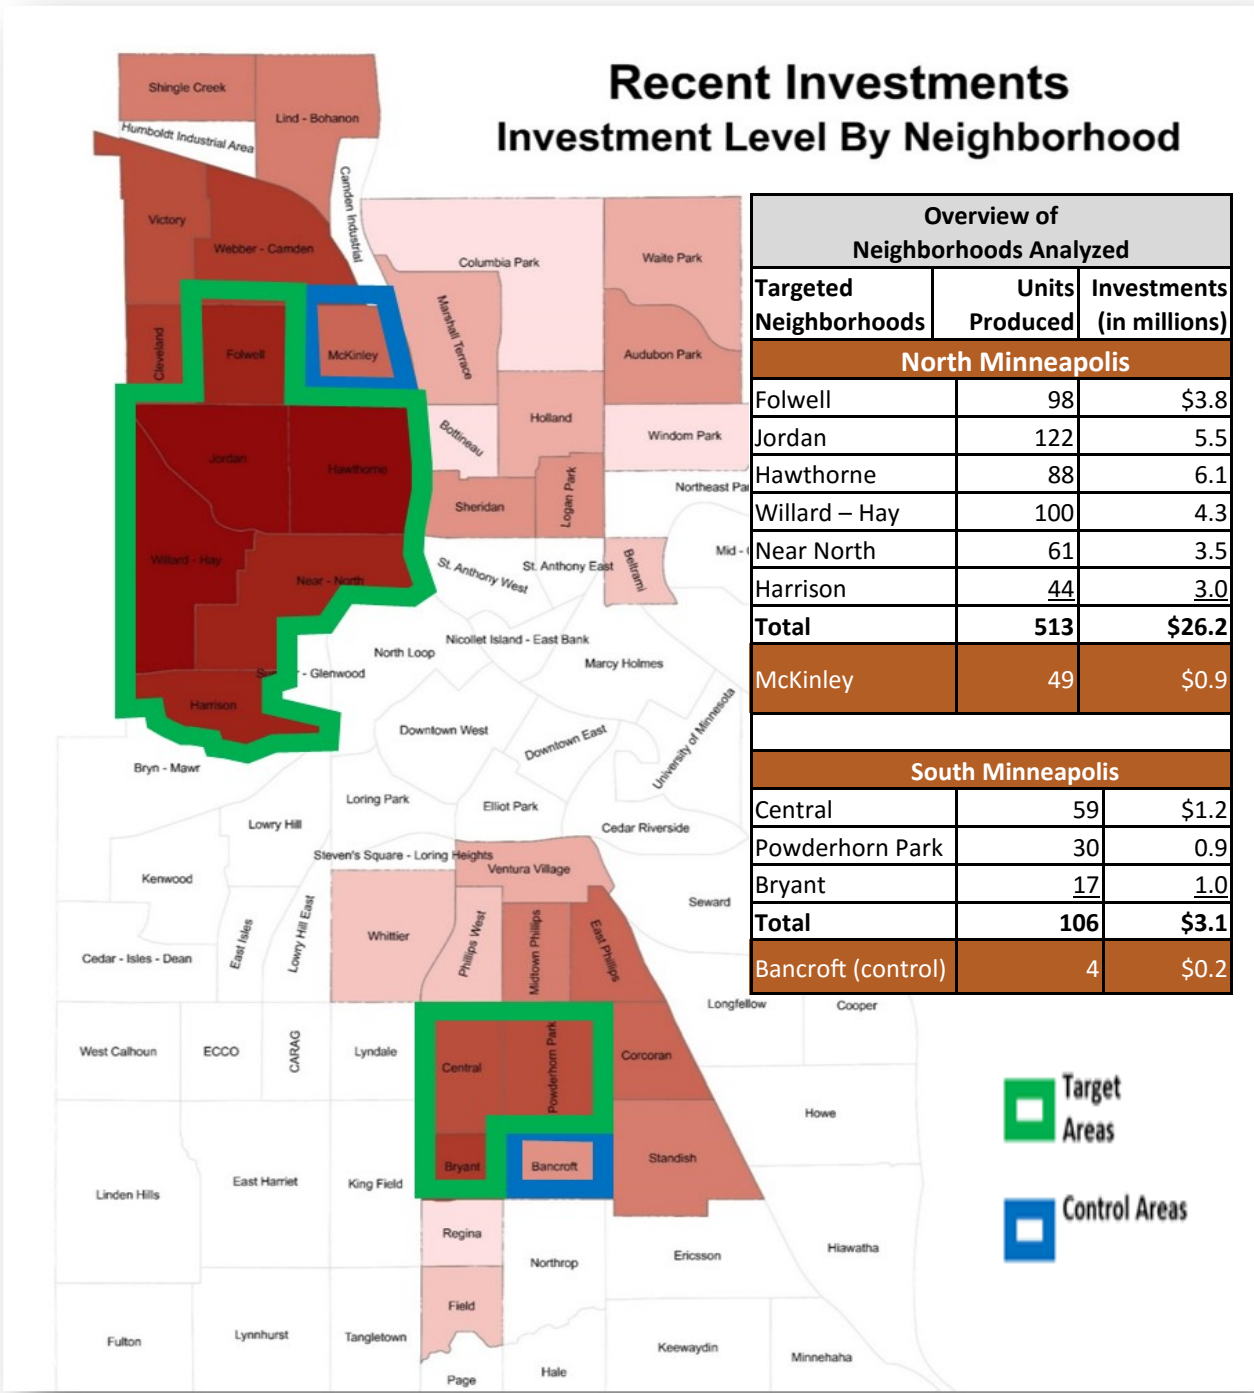 Recent Investments
Investment Level By Neighborhood
Shingle Creek
Lind - Bohanon
Humboldt Industrial Area
Camden Industrial
Victory
Webber - Camden
Columbia Park
Waite Park
Cleveland
Folwell
McKinley
Marshall Terrace
Audubon Park
Holland
Bottineau
Windom Park
Jordan
Hawthorne
Sheridan
Logan Park
Northeast Pa
Willard - Hay
Near - North
St. Anthony West
St. Anthony East
Beltrami
Mid -
Nicollet Island - East Bank
North Loop
Marcy Holmes
- Glenwood
Harrison
Downtown West
Downtown East
University of Minnesota
Bryn - Mawr
Loring Park
Elliot Park
Lowry Hill
Cedar Riverside
Steven's Square - Loring Heights
Ventura Village
Kenwood
Seward
Whittier
Phillips West
Midtown Phillips
East Phillips
East Isles
Lowry Hill East
Cedar - Isles - Dean
Longfellow
Cooper
West Calhoun
ECCO
CARAG
Lyndale
Central
Powderhorn Park
Corcoran
Howe
Bryant
Bancroft
Standish
Linden Hills
East Harriet
King Field
Regina
Northrop
Ericsson
Hiawatha
Field
Fulton
Lynnhurst
Tangletown
Page
Hale
Keewaydin
Minnehaha
Overview of
Neighborhoods Analyzed
Targeted Units Investments
Neighborhoods Produced (in millions)
North Minneapolis
Folwell 98 $3.8
Jordan 122 5.5
Hawthorne 88 6.1
Willard – Hay 100 4.3
Near North 61 3.5
Harrison 44 3.0
Total 513 $26.2
McKinley 49 $0.9
South Minneapolis
Central 59 $1.2
Powderhorn Park 30 0.9
Bryant 17 1.0
Total 106 $3.1
Bancroft (control) 4 $0.2
Target
Areas
Control Areas